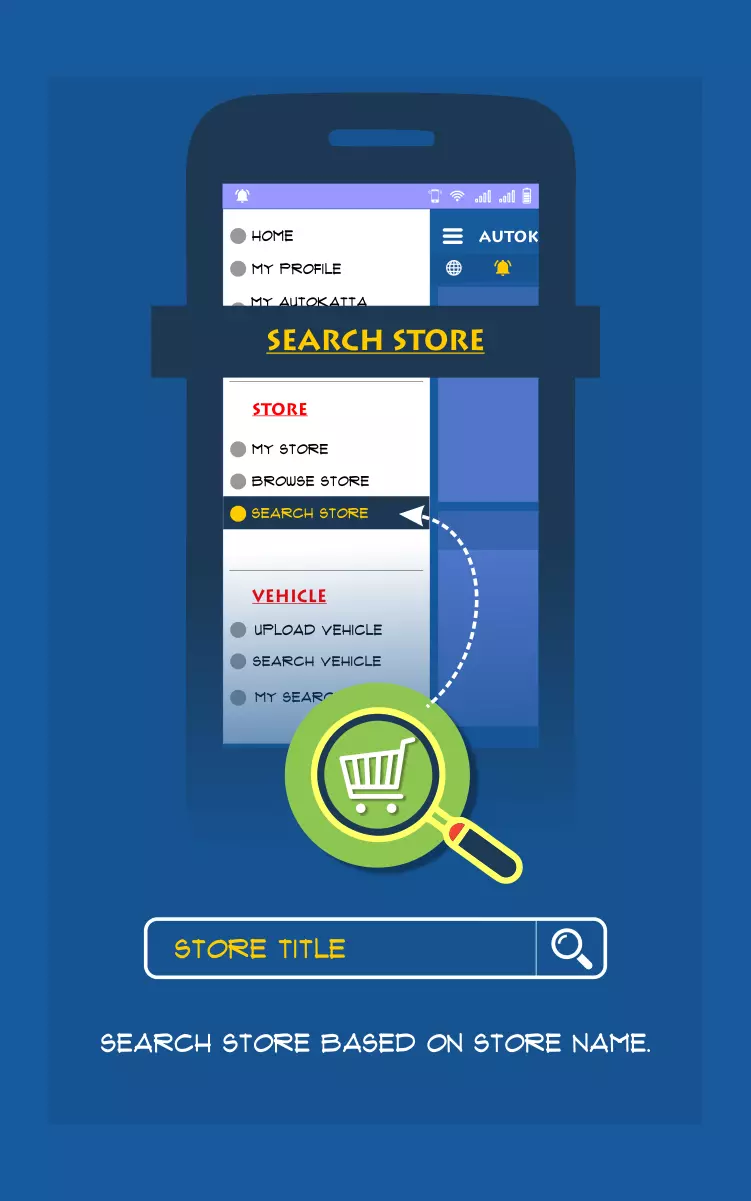 HOME
MY PROFILE
MY AUTOKATTA
AUTOK
SEARCH STORE
STORE
MY STORE
BROWSE STORE
SEARCH STORE
VEHICLE
UPLOAD VEHICLE
SEARCH VEHICLE
MY SEARC
STORE TITLE
SEARCH STORE BASED ON STORE NAME.